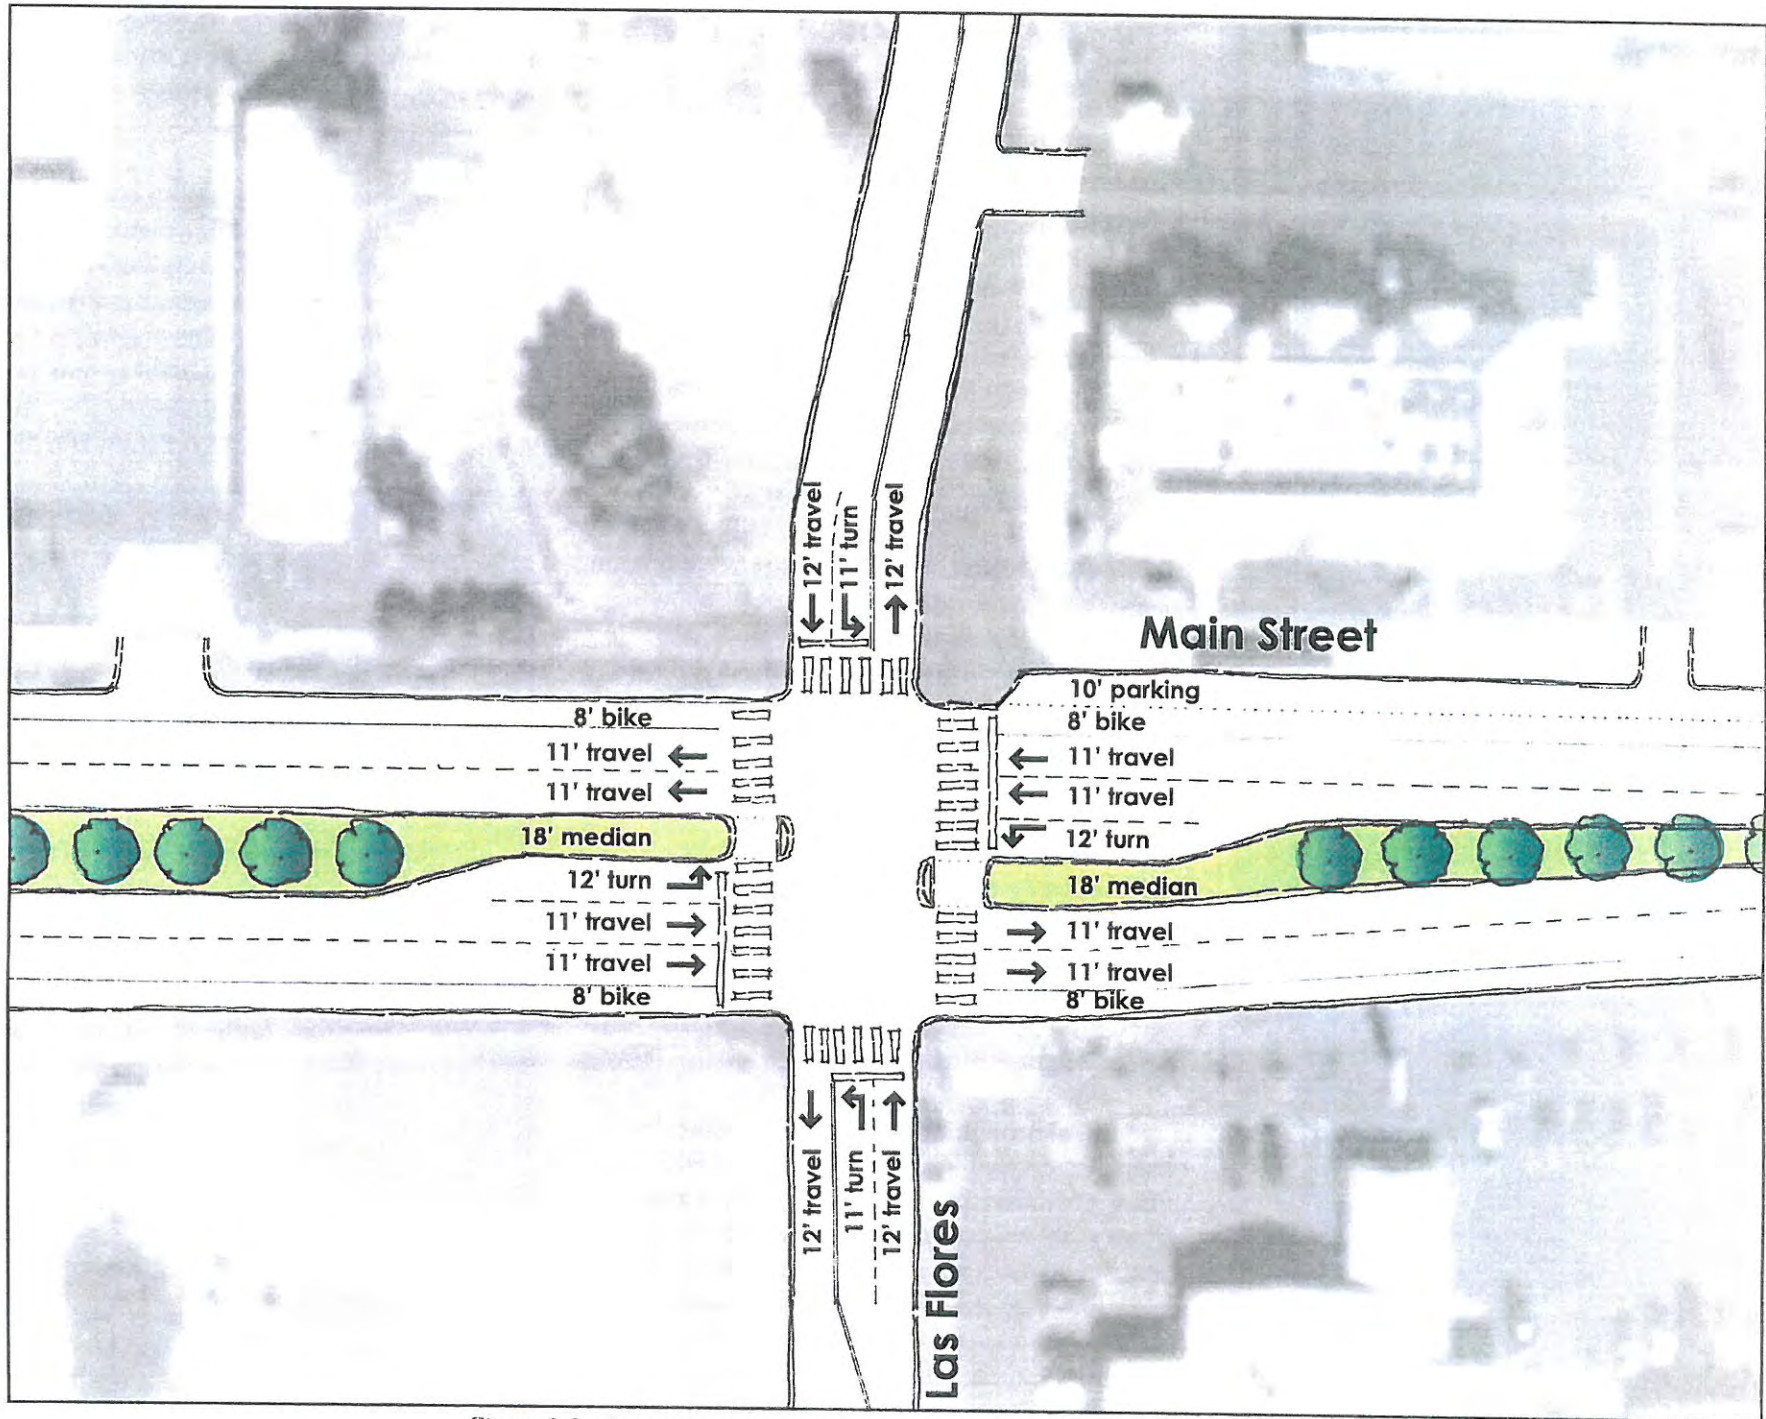 12' travel
11' turn
12' travel
Main Street
10' parking
8' bike
8' bike
11' travel
11' travel
11' travel
11' travel
18' median
12' turn
12' turn
18' median
11' travel
11' travel
11' travel
11' travel
8' bike
8' bike
12' travel
11' turn
12' travel
Las Flores